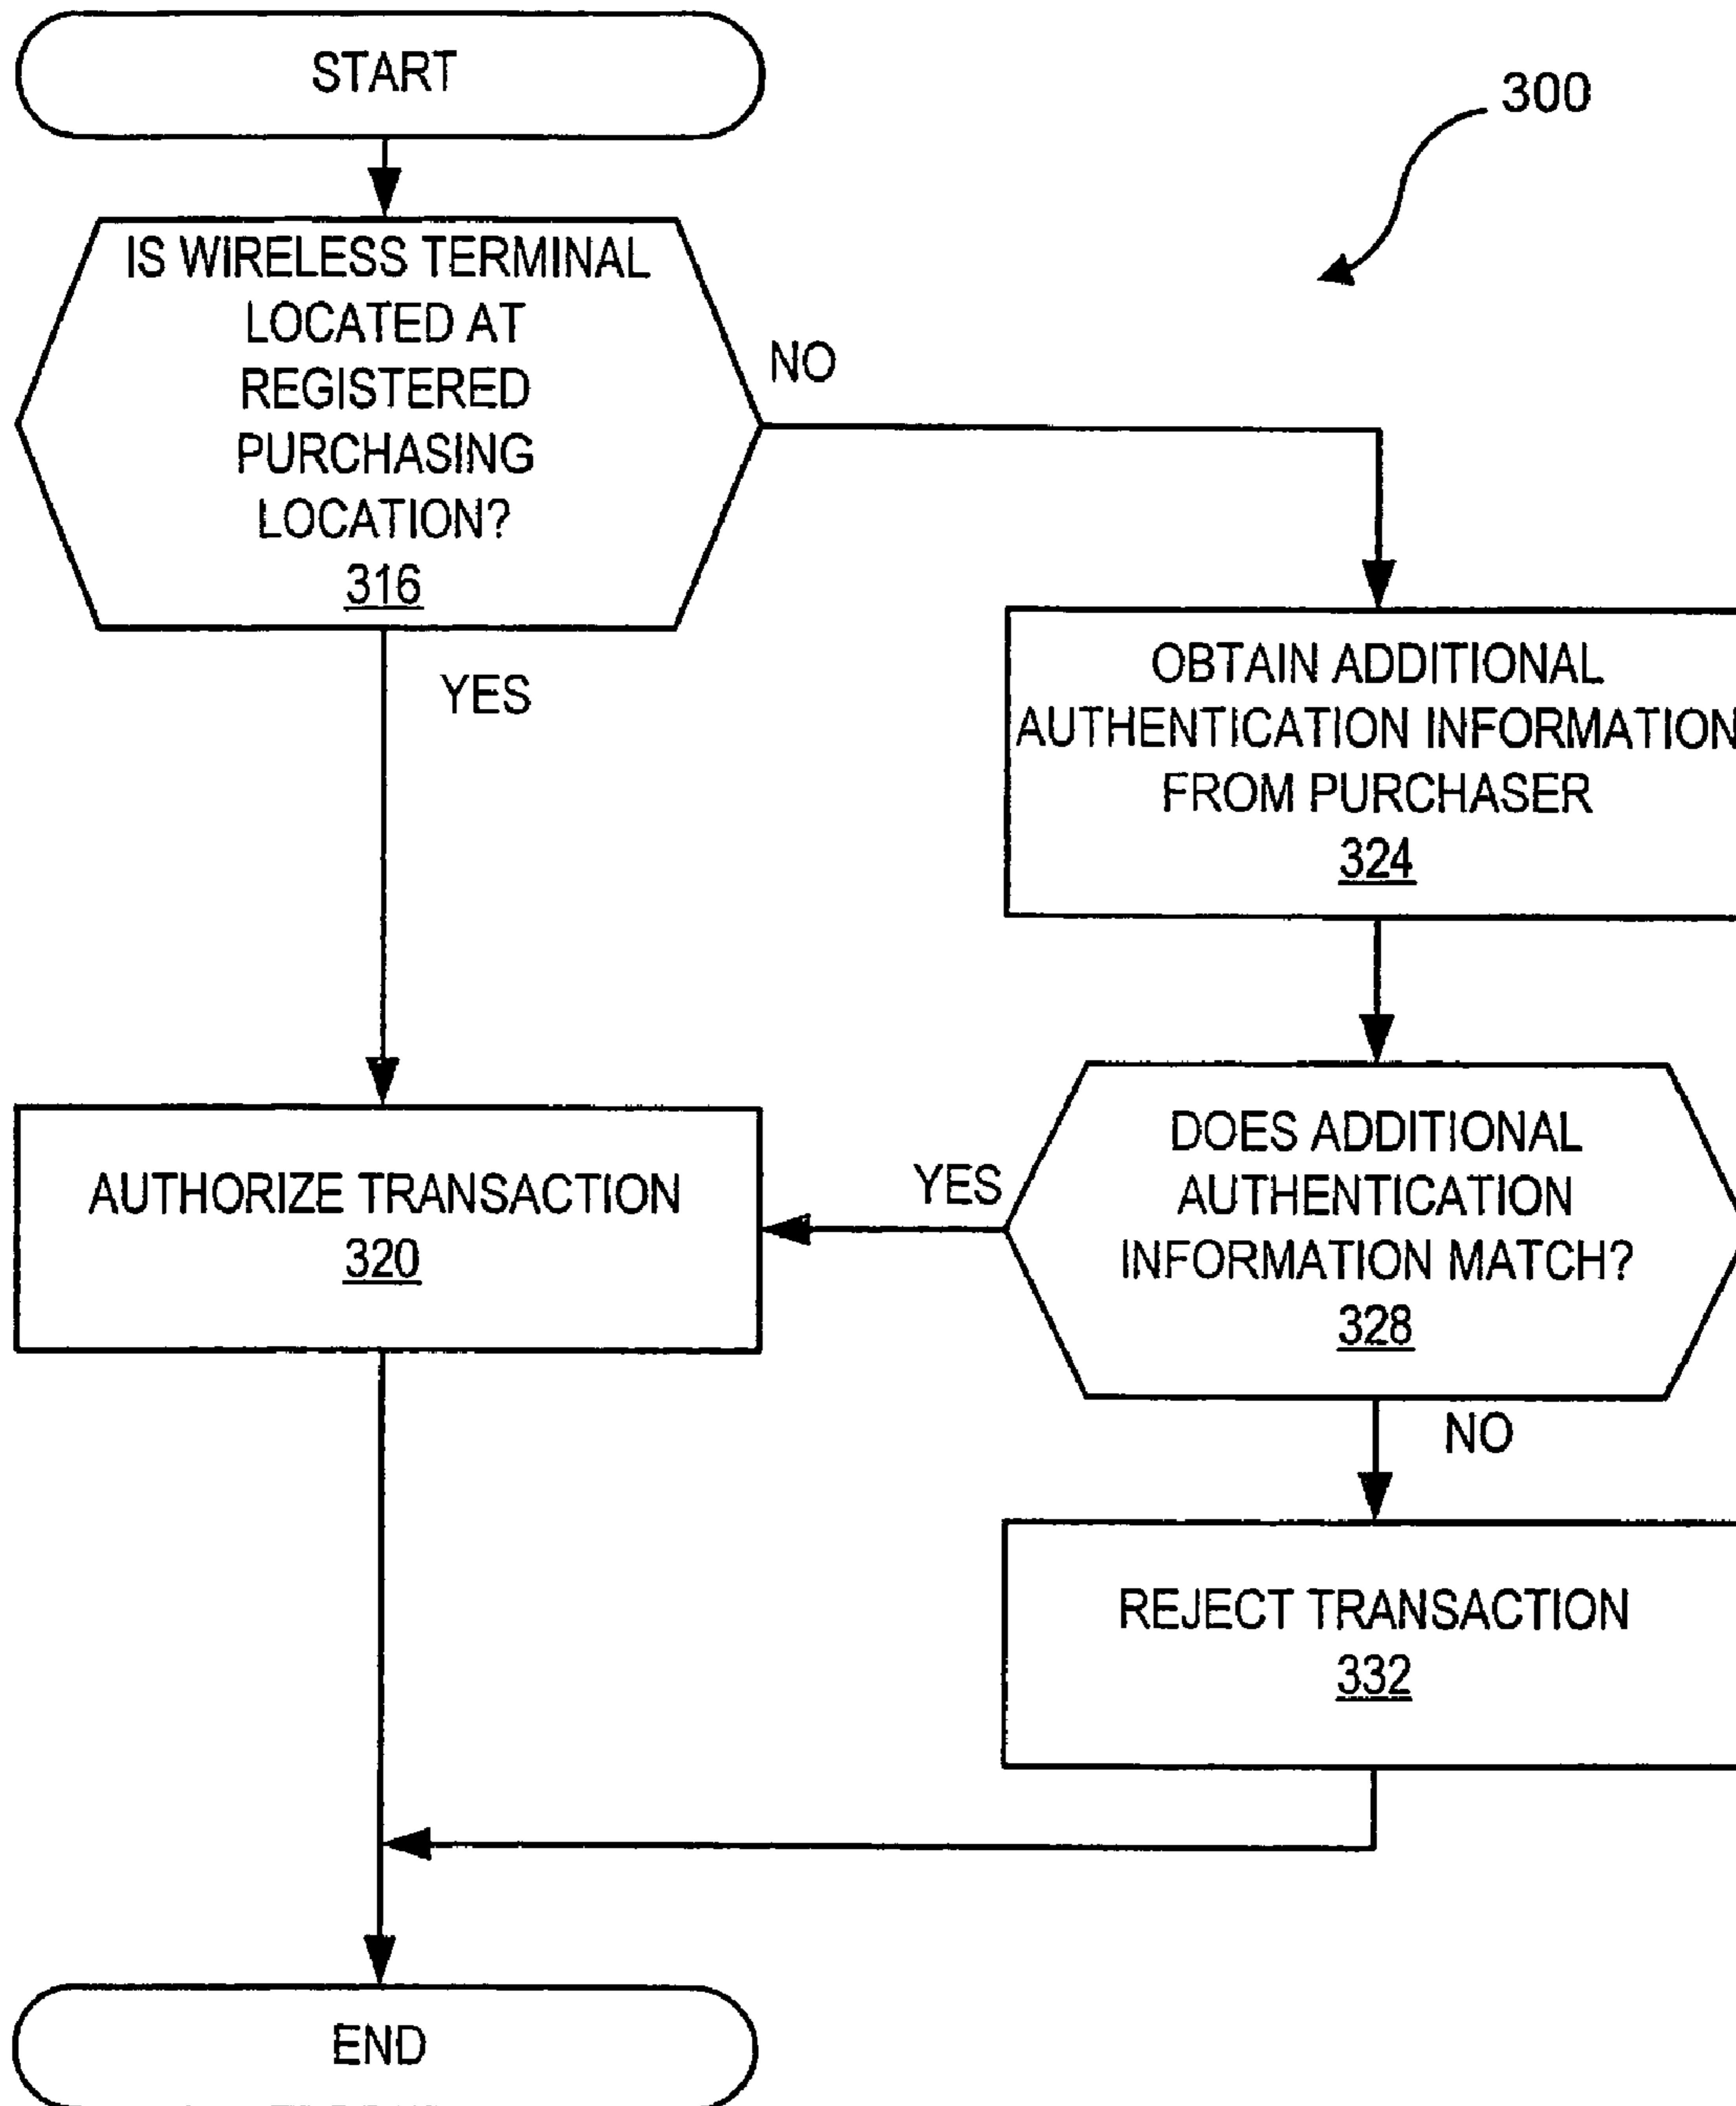 START
300
IS WIRELESS TERMINAL
LOCATED AT
REGISTERED
PURCHASING
LOCATION?
316
NO
YES
OBTAIN ADDITIONAL
AUTHENTICATION INFORMATION
FROM PURCHASER
324
DOES ADDITIONAL
AUTHENTICATION
INFORMATION MATCH?
328
YES
AUTHORIZE TRANSACTION
320
NO
REJECT TRANSACTION
332
END